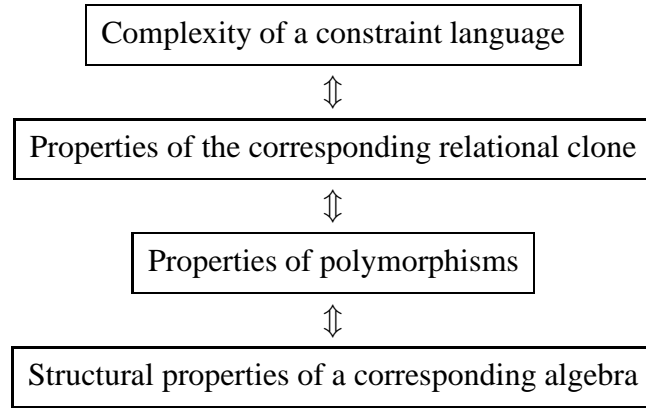 Complexity of a constraint language
⇕
Properties of the corresponding relational clone
⇕
Properties of polymorphisms
⇕
Structural properties of a corresponding algebra